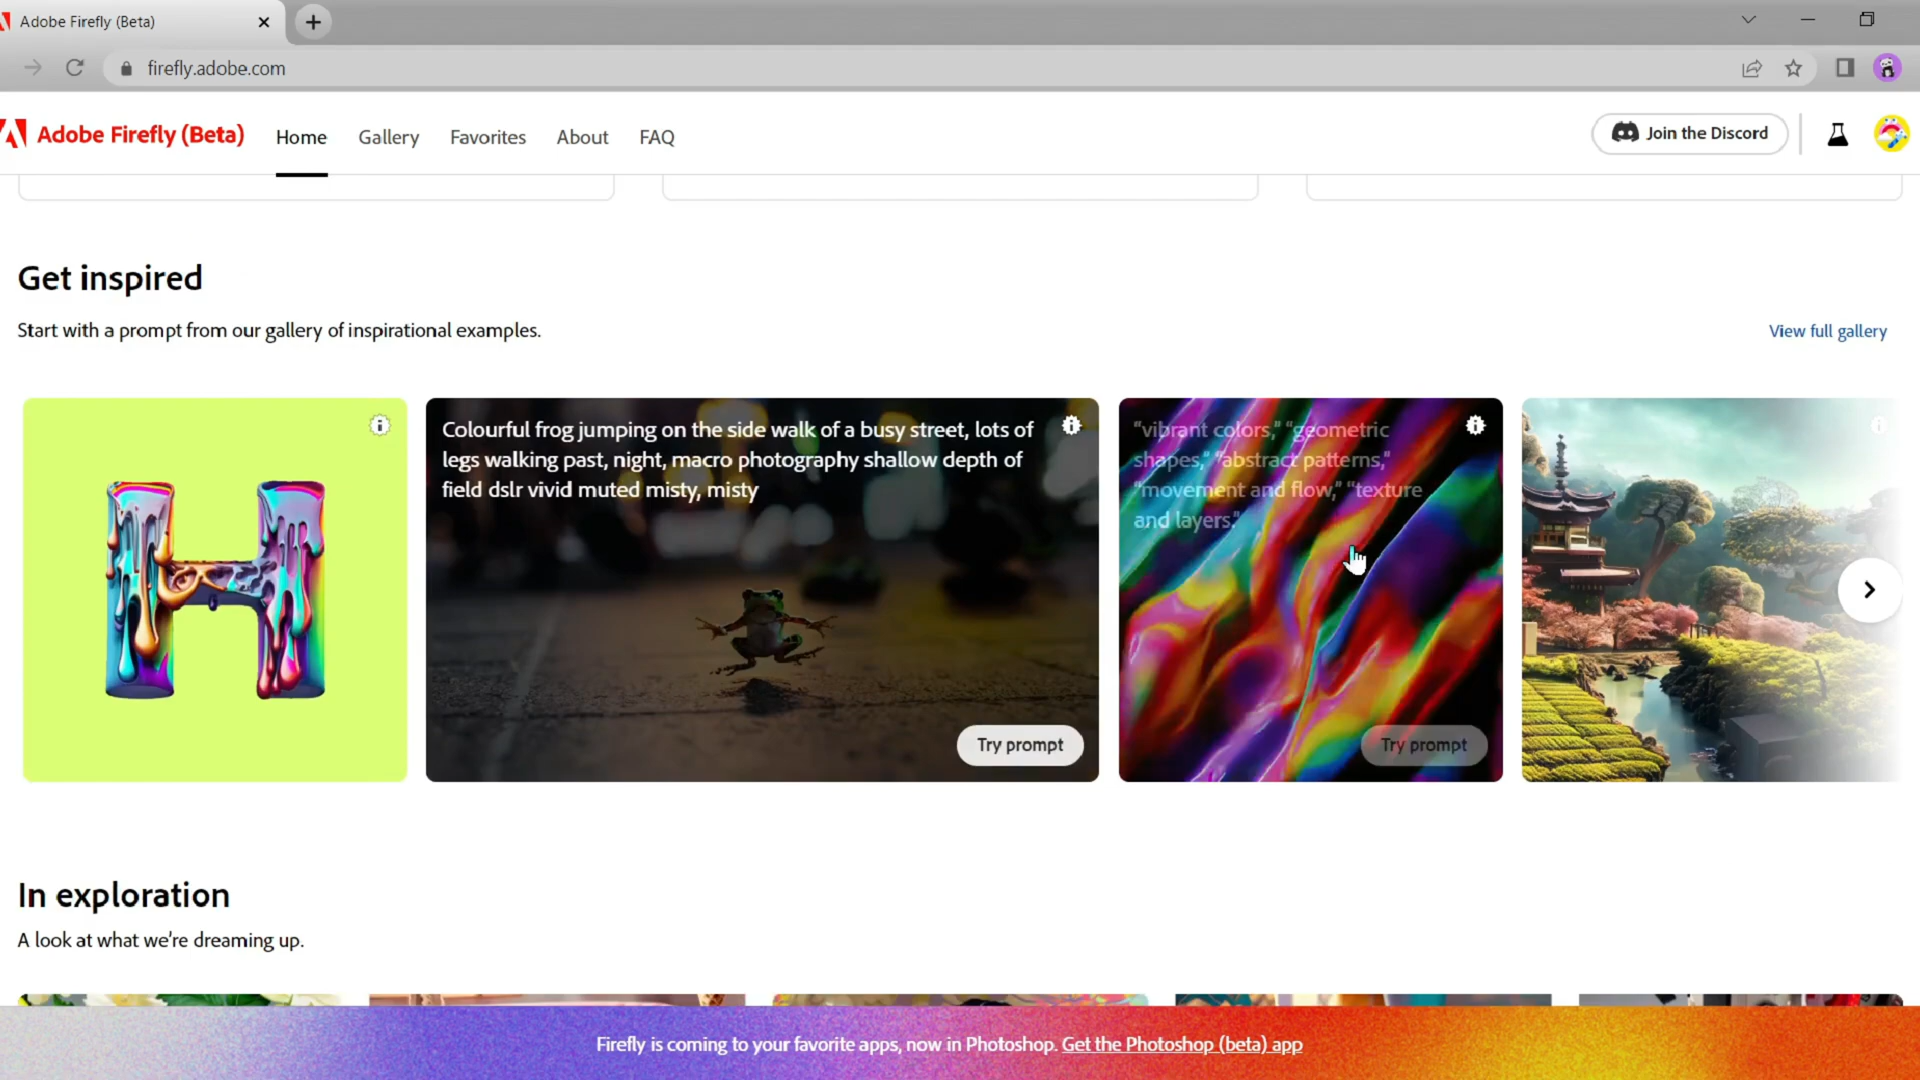 Adobe Firefly (Beta)
firefly.adobe.com
Adobe Firefly (Beta)
Home
Gallery
Favorites
About
FAQ
Join the Discord
Get inspired
Start with a prompt from our gallery of inspirational examples.
View full gallery
H
Colourful frog jumping on the side walk of a busy street, lots of
legs walking past, night, macro photography shallow depth of
field dslr vivid muted misty, misty
Try prompt
"vibrant colors," "geometric
shapes," "abstract patterns,"
"movement and flow," "texture
and layers."
Try prompt
In exploration
A look at what we're dreaming up.
Firefly is coming to your favorite apps, now in Photoshop. Get the Photoshop (beta) app